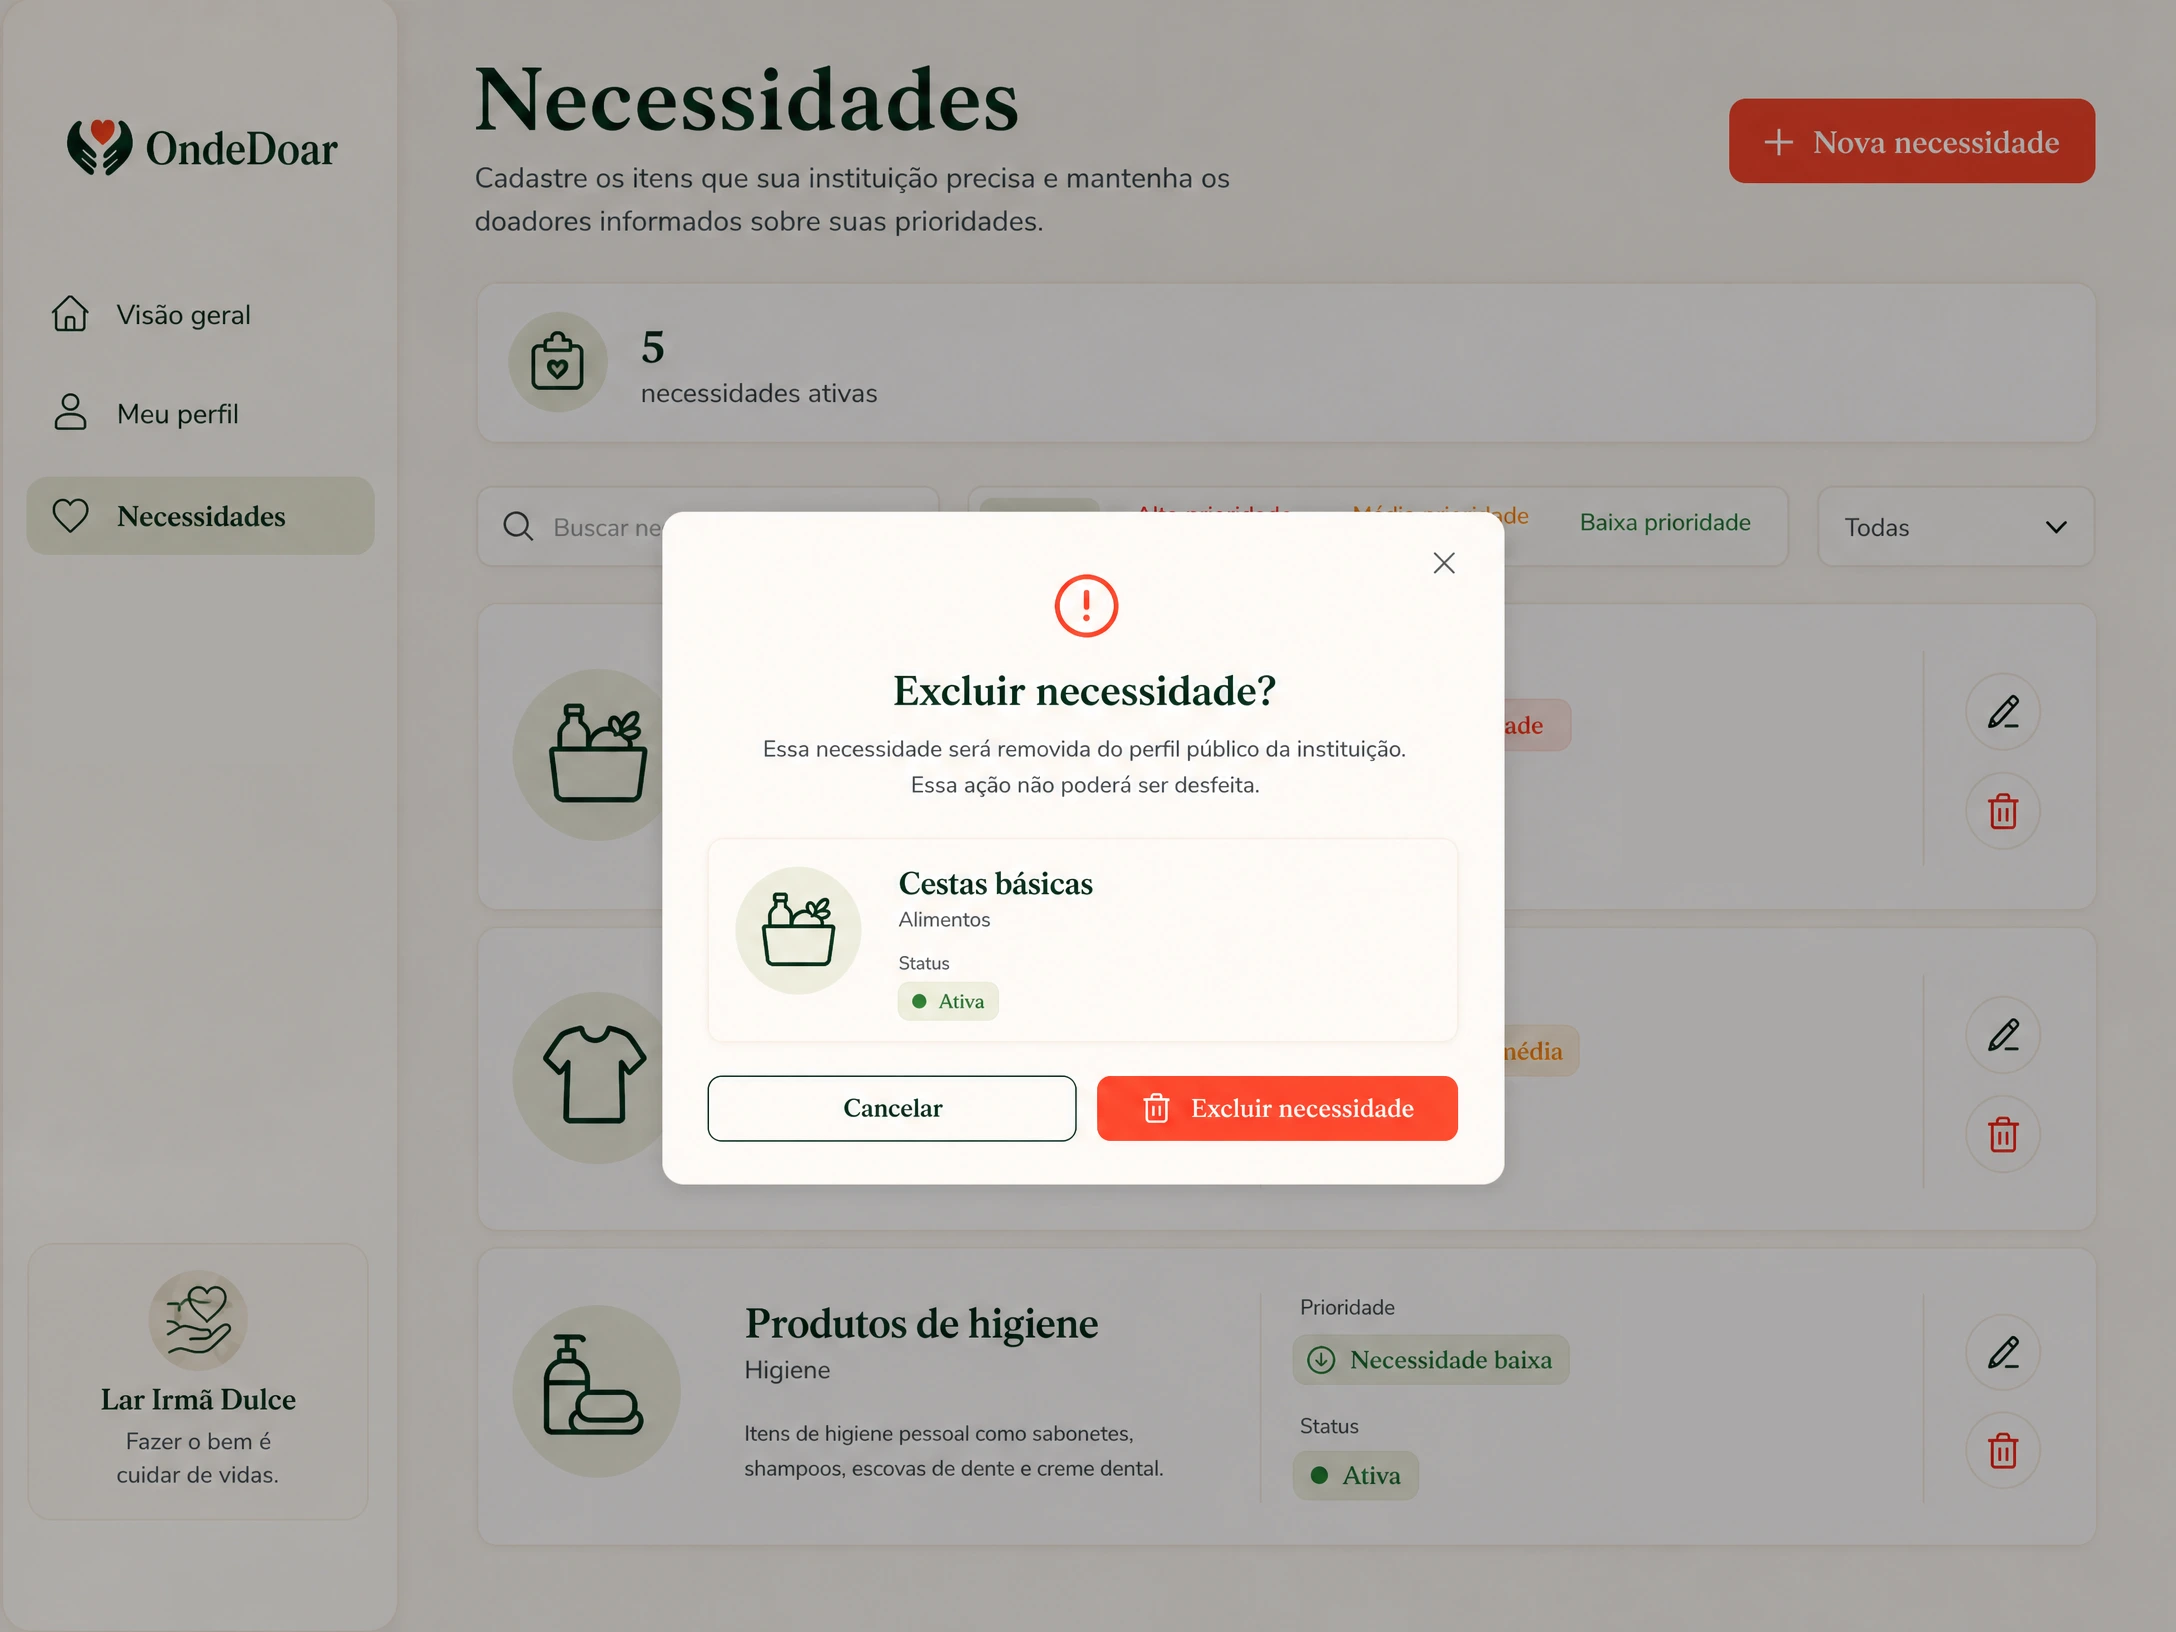 OndeDoar
Visão geral
Meu perfil
Necessidades
Lar Irmã Dulce
Fazer o bem é
cuidar de vidas.
Necessidades
Cadastre os itens que sua instituição precisa e mantenha os
doadores informados sobre suas prioridades.
+ Nova necessidade
5
necessidades ativas
Buscar
Baixa prioridade
Todas
Excluir necessidade?
Essa necessidade será removida do perfil público da instituição.
Essa ação não poderá ser desfeita.
Cestas básicas
Alimentos
Status
Ativa
Cancelar
Excluir necessidade
média
Produtos de higiene
Higiene
Itens de higiene pessoal como sabonetes,
shampoos, escovas de dente e creme dental.
Prioridade
Necessidade baixa
Status
Ativa